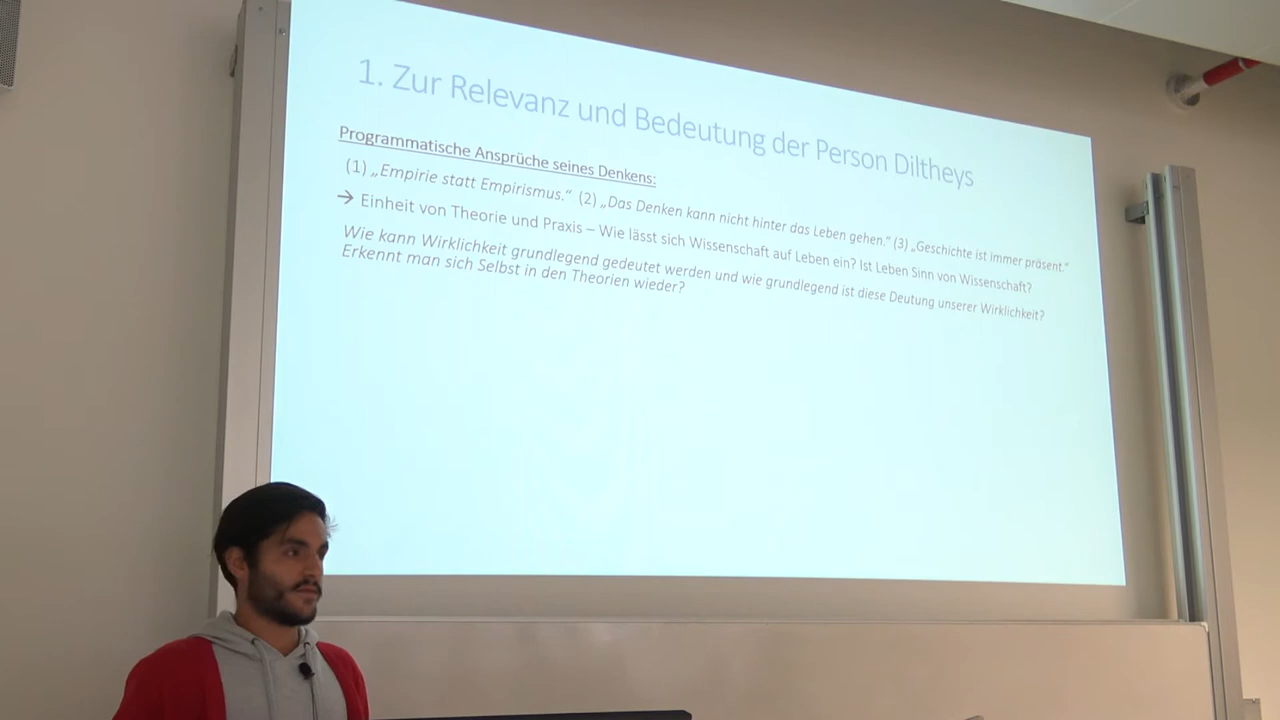 1. Zur Relevanz und Bedeutung der Person Diltheys
Programmatische Ansprüche seines Denkens:
(1) „Empirie statt Empirismus.“ (2) „Das Denken kann nicht hinter das Leben gehen.“ (3) „Geschichte ist immer präsent.“
→ Einheit von Theorie und Praxis – Wie lässt sich Wissenschaft auf Leben ein? Ist Leben Sinn von Wissenschaft?
Wie kann Wirklichkeit grundlegend gedeutet werden und wie grundlegend ist diese Deutung unserer Wirklichkeit?
Erkennt man sich Selbst in den Theorien wieder?